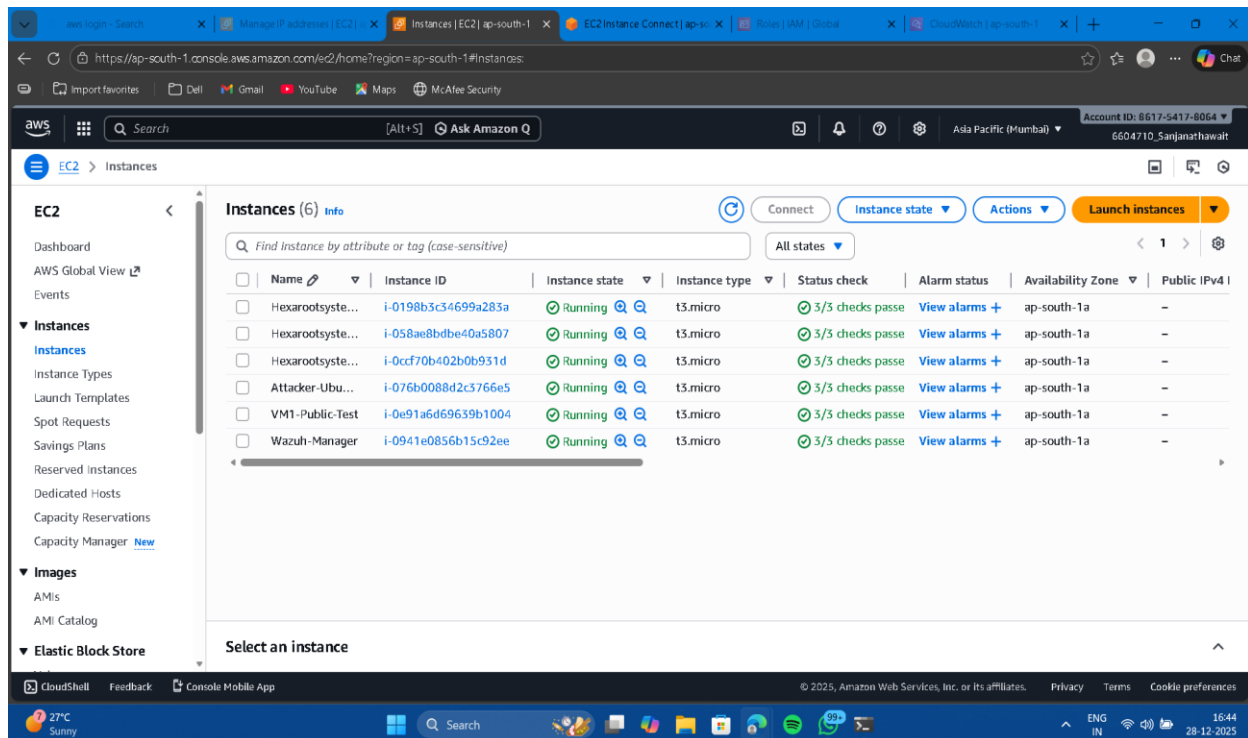 aws login - Search
Manage IP addresses | EC2 |
Instances | EC2 | ap-south-1
EC2 Instance Connect | ap-so
Roles | IAM | Global
CloudWatch | ap-south-1
https://ap-south-1.console.aws.amazon.com/ec2/home?region=ap-south-1#Instances:
Chat
Import favorites
Dell
Gmail
YouTube
Maps
McAfee Security
aws
Search
[Alt+S]
Ask Amazon Q
Asia Pacific (Mumbai)
Account ID: 8617-5417-8064
6604710_Sanjanathawait
EC2 > Instances
EC2
Dashboard
AWS Global View
Events
Instances
Instances
Instance Types
Launch Templates
Spot Requests
Savings Plans
Reserved Instances
Dedicated Hosts
Capacity Reservations
Capacity Manager New
Images
AMIs
AMI Catalog
Elastic Block Store
Instances (6) Info
Connect
Instance state
Actions
Launch instances
Find Instance by attribute or tag (case-sensitive)
All states
1
Name Instance ID Instance state Instance type Status check Alarm status Availability Zone Public IPv4
Hexarootsyste... i-0198b3c34699a283a Running t3.micro 3/3 checks passe View alarms + ap-south-1a –
Hexarootsyste... i-058ae8bdbe40a5807 Running t3.micro 3/3 checks passe View alarms + ap-south-1a –
Hexarootsyste... i-0ccf70b402b0b931d Running t3.micro 3/3 checks passe View alarms + ap-south-1a –
Attacker-Ubu... i-076b0088d2c3766e5 Running t3.micro 3/3 checks passe View alarms + ap-south-1a –
VM1-Public-Test i-0e91a6d69639b1004 Running t3.micro 3/3 checks passe View alarms + ap-south-1a –
Wazuh-Manager i-0941e0856b15c92ee Running t3.micro 3/3 checks passe View alarms + ap-south-1a –
Select an instance
CloudShell Feedback Console Mobile App
© 2025, Amazon Web Services, Inc. or its affiliates. Privacy Terms Cookie preferences
7
27°C
Sunny
Search
99+
ENG
IN
16:44
28-12-2025